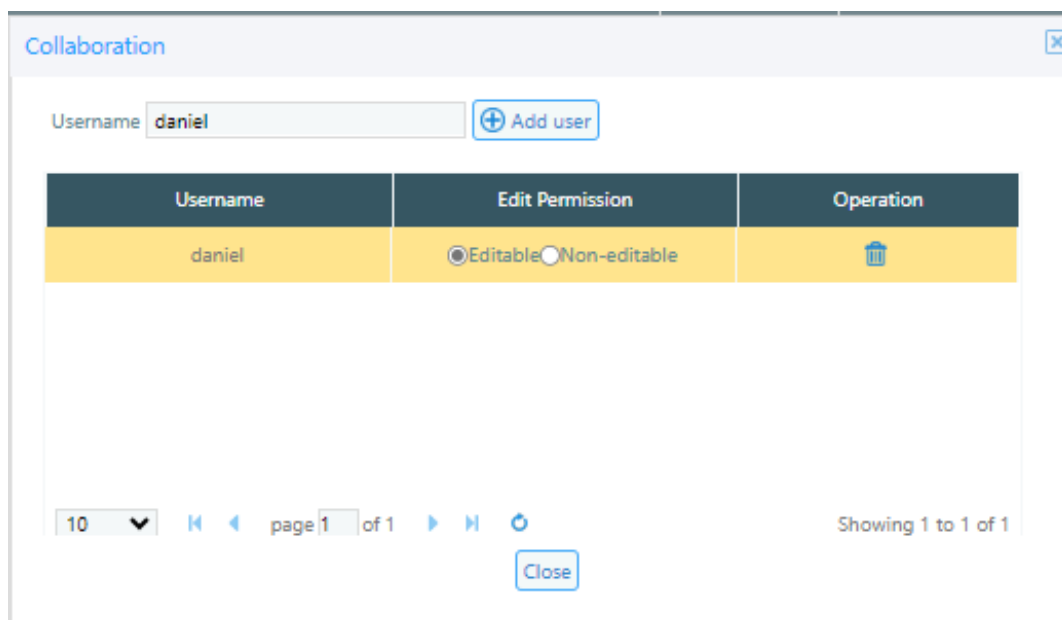 Collaboration
Username daniel Add user
Username Edit Permission Operation
daniel Editable Non-editable
10 page 1 of 1 Showing 1 to 1 of 1
Close